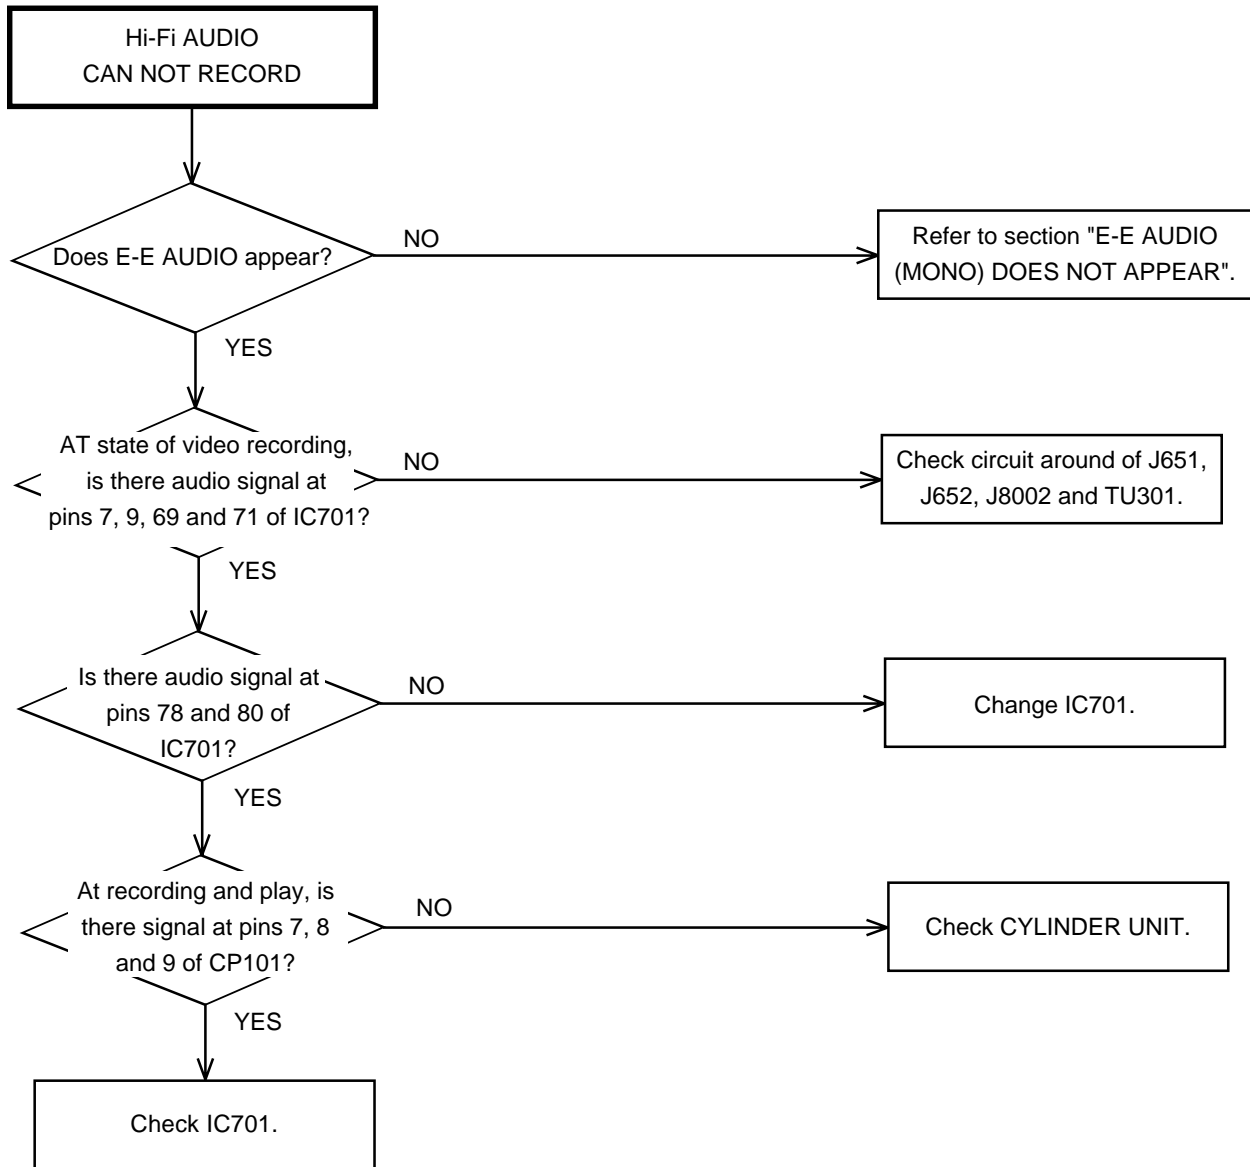 Hi-Fi AUDIO
CAN NOT RECORD
Does E-E AUDIO appear?
NO
Refer to section "E-E AUDIO
(MONO) DOES NOT APPEAR".
YES
AT state of video recording,
is there audio signal at
pins 7, 9, 69 and 71 of IC701?
NO
Check circuit around of J651,
J652, J8002 and TU301.
YES
Is there audio signal at
pins 78 and 80 of
IC701?
NO
Change IC701.
YES
At recording and play, is
there signal at pins 7, 8
and 9 of CP101?
NO
Check CYLINDER UNIT.
YES
Check IC701.